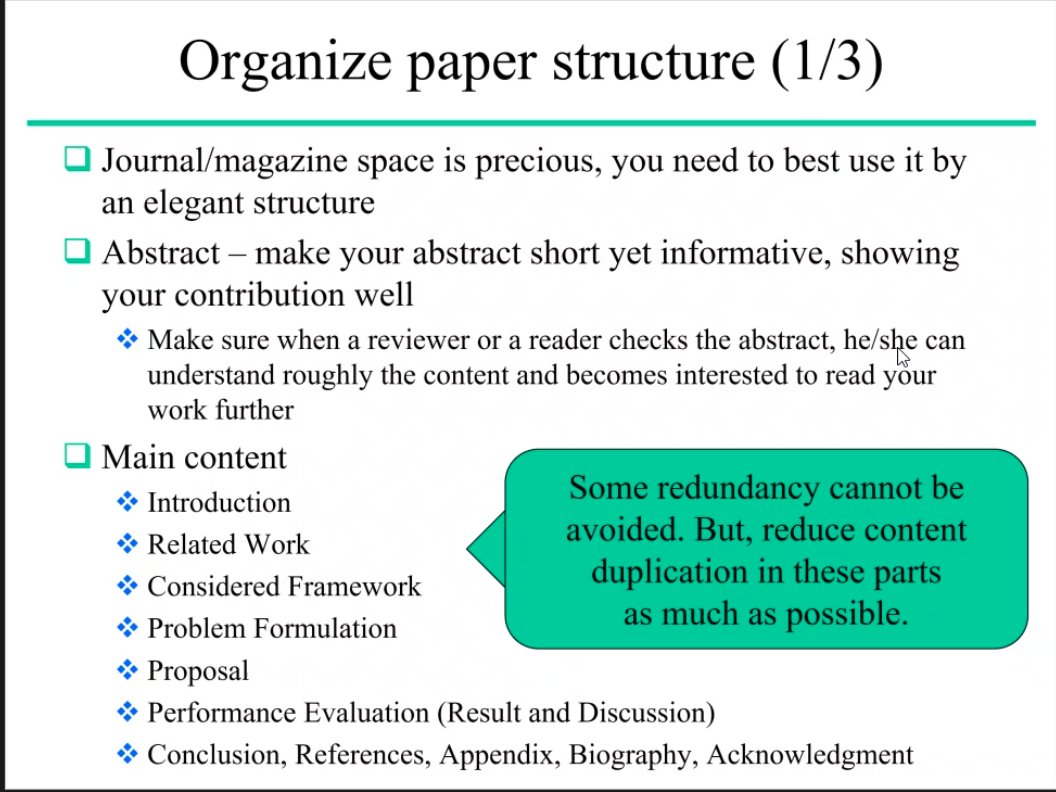 Organize paper structure (1/3)
Journal/magazine space is precious, you need to best use it by
an elegant structure
Abstract – make your abstract short yet informative, showing
your contribution well
Make sure when a reviewer or a reader checks the abstract, he/she can
understand roughly the content and becomes interested to read your
work further
Main content
Introduction
Related Work
Considered Framework
Problem Formulation
Proposal
Performance Evaluation (Result and Discussion)
Conclusion, References, Appendix, Biography, Acknowledgment
Some redundancy cannot be
avoided. But, reduce content
duplication in these parts
as much as possible.